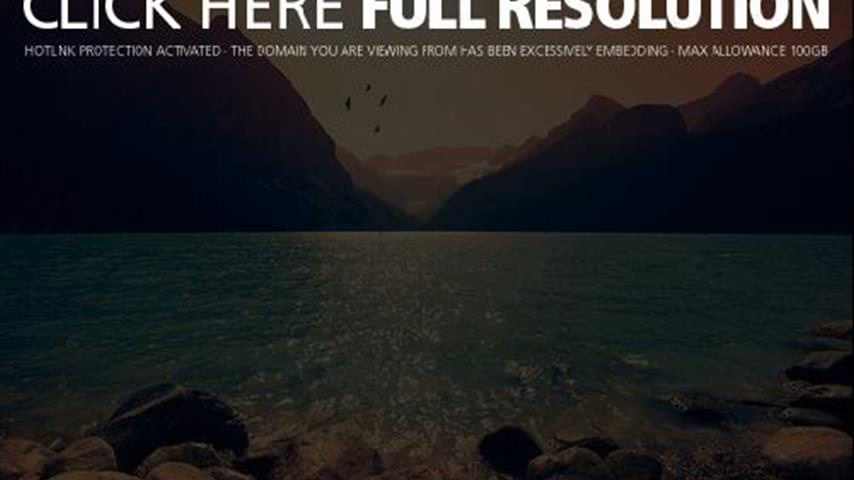 CLICK HERE FULL RESOLUTION
HOTLINK PROTECTION ACTIVATED - THE DOMAIN YOU ARE VIEWING FROM HAS BEEN EXCESSIVELY EMBEDDING - MAX ALLOWANCE 100GB